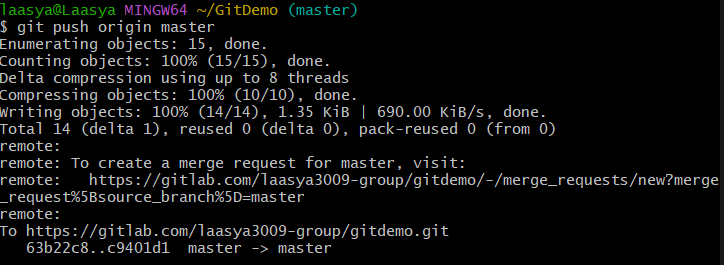 laasya@Laasya MINGW64 ~/GitDemo (master)
$ git push origin master
Enumerating objects: 15, done.
Counting objects: 100% (15/15), done.
Delta compression using up to 8 threads
Compressing objects: 100% (10/10), done.
Writing objects: 100% (14/14), 1.35 KiB | 690.00 KiB/s, done.
Total 14 (delta 1), reused 0 (delta 0), pack-reused 0 (from 0)
remote:
remote: To create a merge request for master, visit:
remote:   https://gitlab.com/laasya3009-group/gitdemo/-/merge_requests/new?merge
_request%5Bsource_branch%5D=master
remote:
To https://gitlab.com/laasya3009-group/gitdemo.git
   63b22c8..c9401d1  master -> master